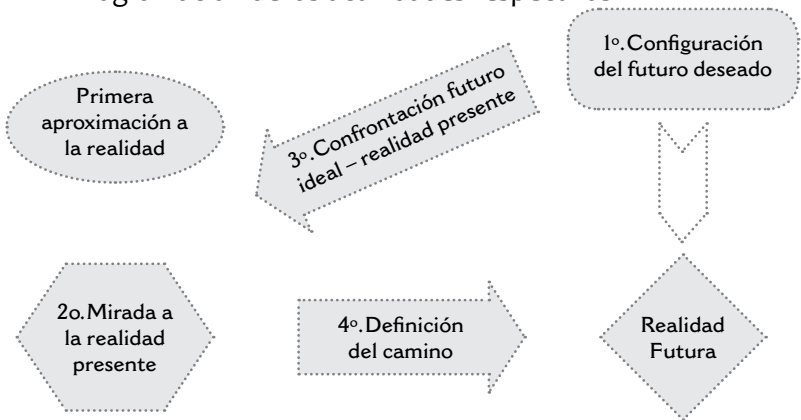 1º. Configuración
del futuro deseado
Primera
aproximación a
la realidad
3º. Confrontación futuro
ideal – realidad presente
2o. Mirada a
la realidad
presente
4º. Definición
del camino
Realidad
Futura